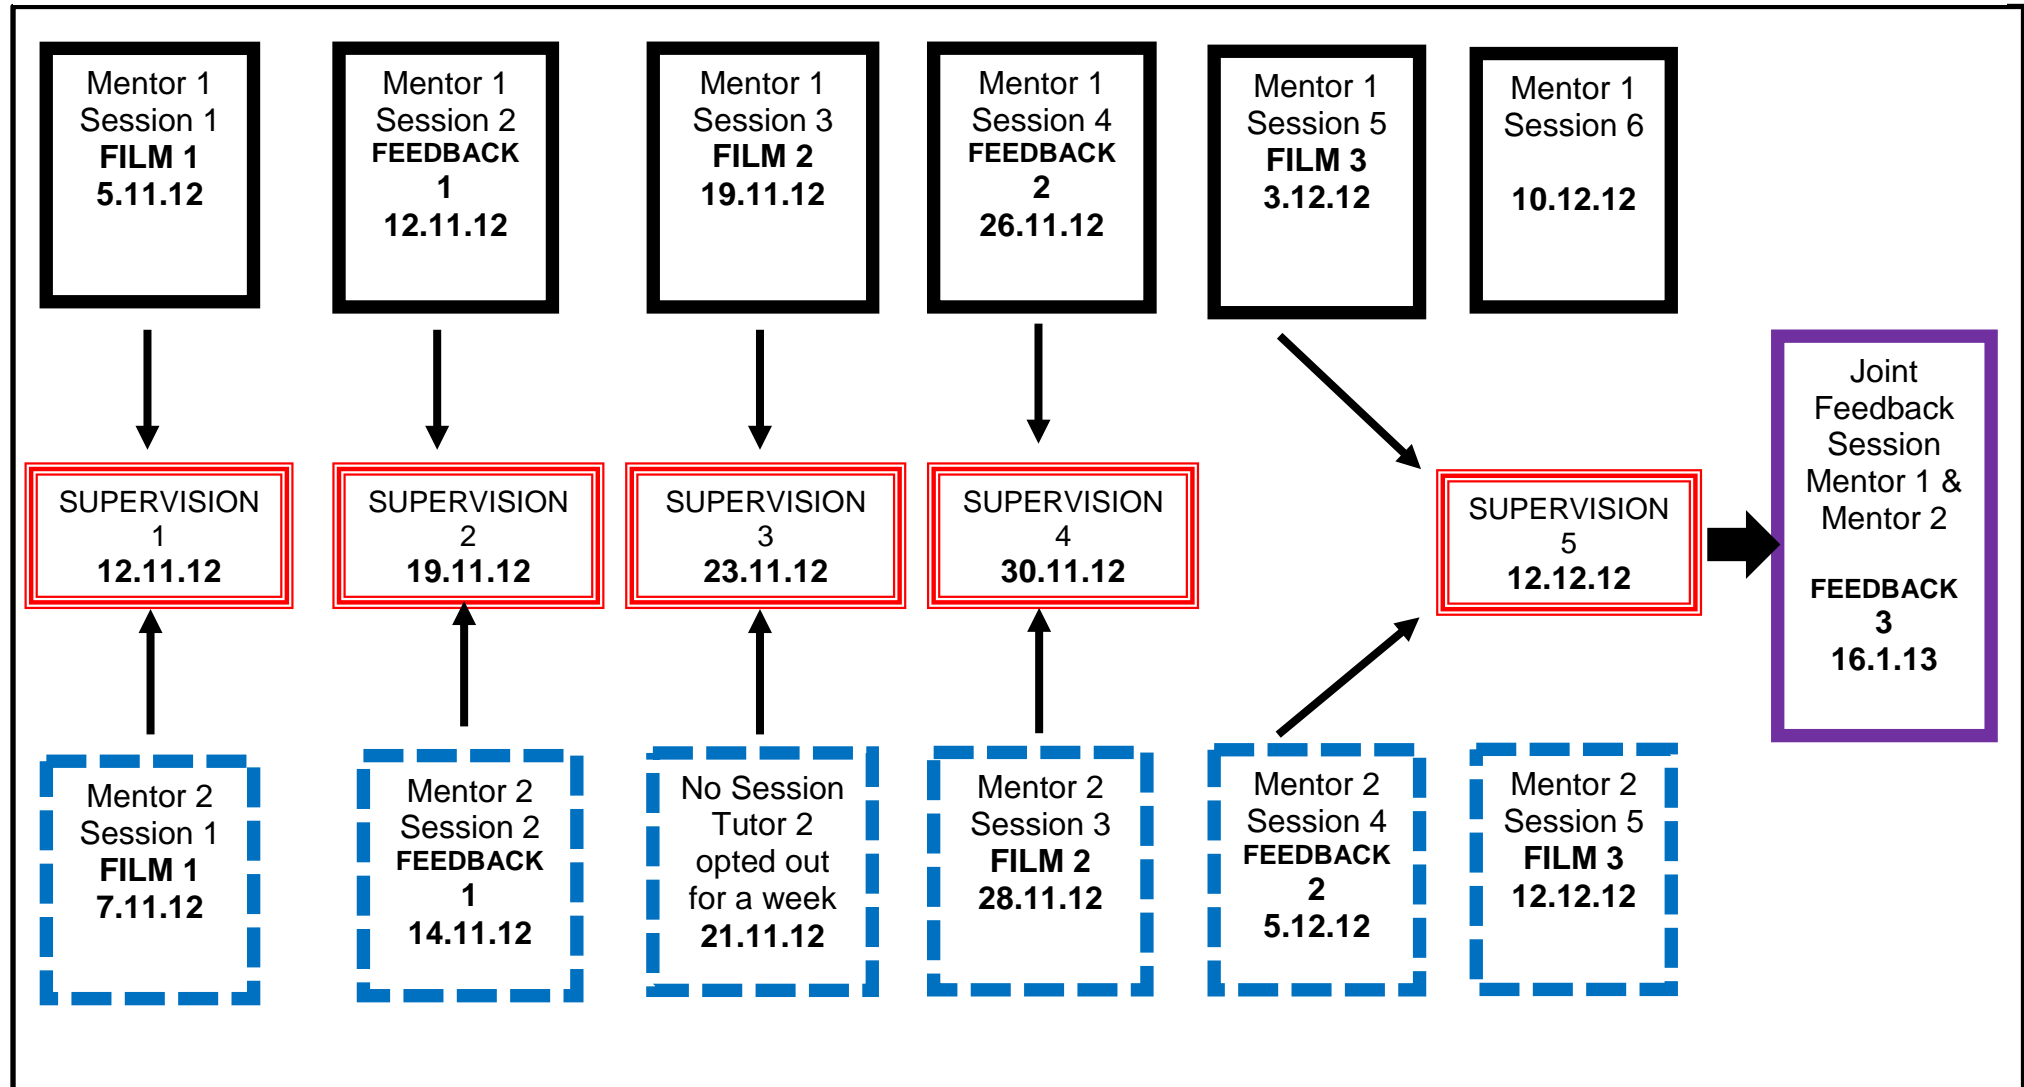 Mentor 1
Session 1
FILM 1
5.11.12
Mentor 1
Session 2
FEEDBACK
1
12.11.12
Mentor 1
Session 3
FILM 2
19.11.12
Mentor 1
Session 4
FEEDBACK
2
26.11.12
Mentor 1
Session 5
FILM 3
3.12.12
Mentor 1
Session 6
10.12.12
SUPERVISION
1
12.11.12
SUPERVISION
2
19.11.12
SUPERVISION
3
23.11.12
SUPERVISION
4
30.11.12
SUPERVISION
5
12.12.12
Joint
Feedback
Session
Mentor 1 &
Mentor 2
FEEDBACK
3
16.1.13
Mentor 2
Session 1
FILM 1
7.11.12
Mentor 2
Session 2
FEEDBACK
1
14.11.12
No Session
Tutor 2
opted out
for a week
21.11.12
Mentor 2
Session 3
FILM 2
28.11.12
Mentor 2
Session 4
FEEDBACK
2
5.12.12
Mentor 2
Session 5
FILM 3
12.12.12